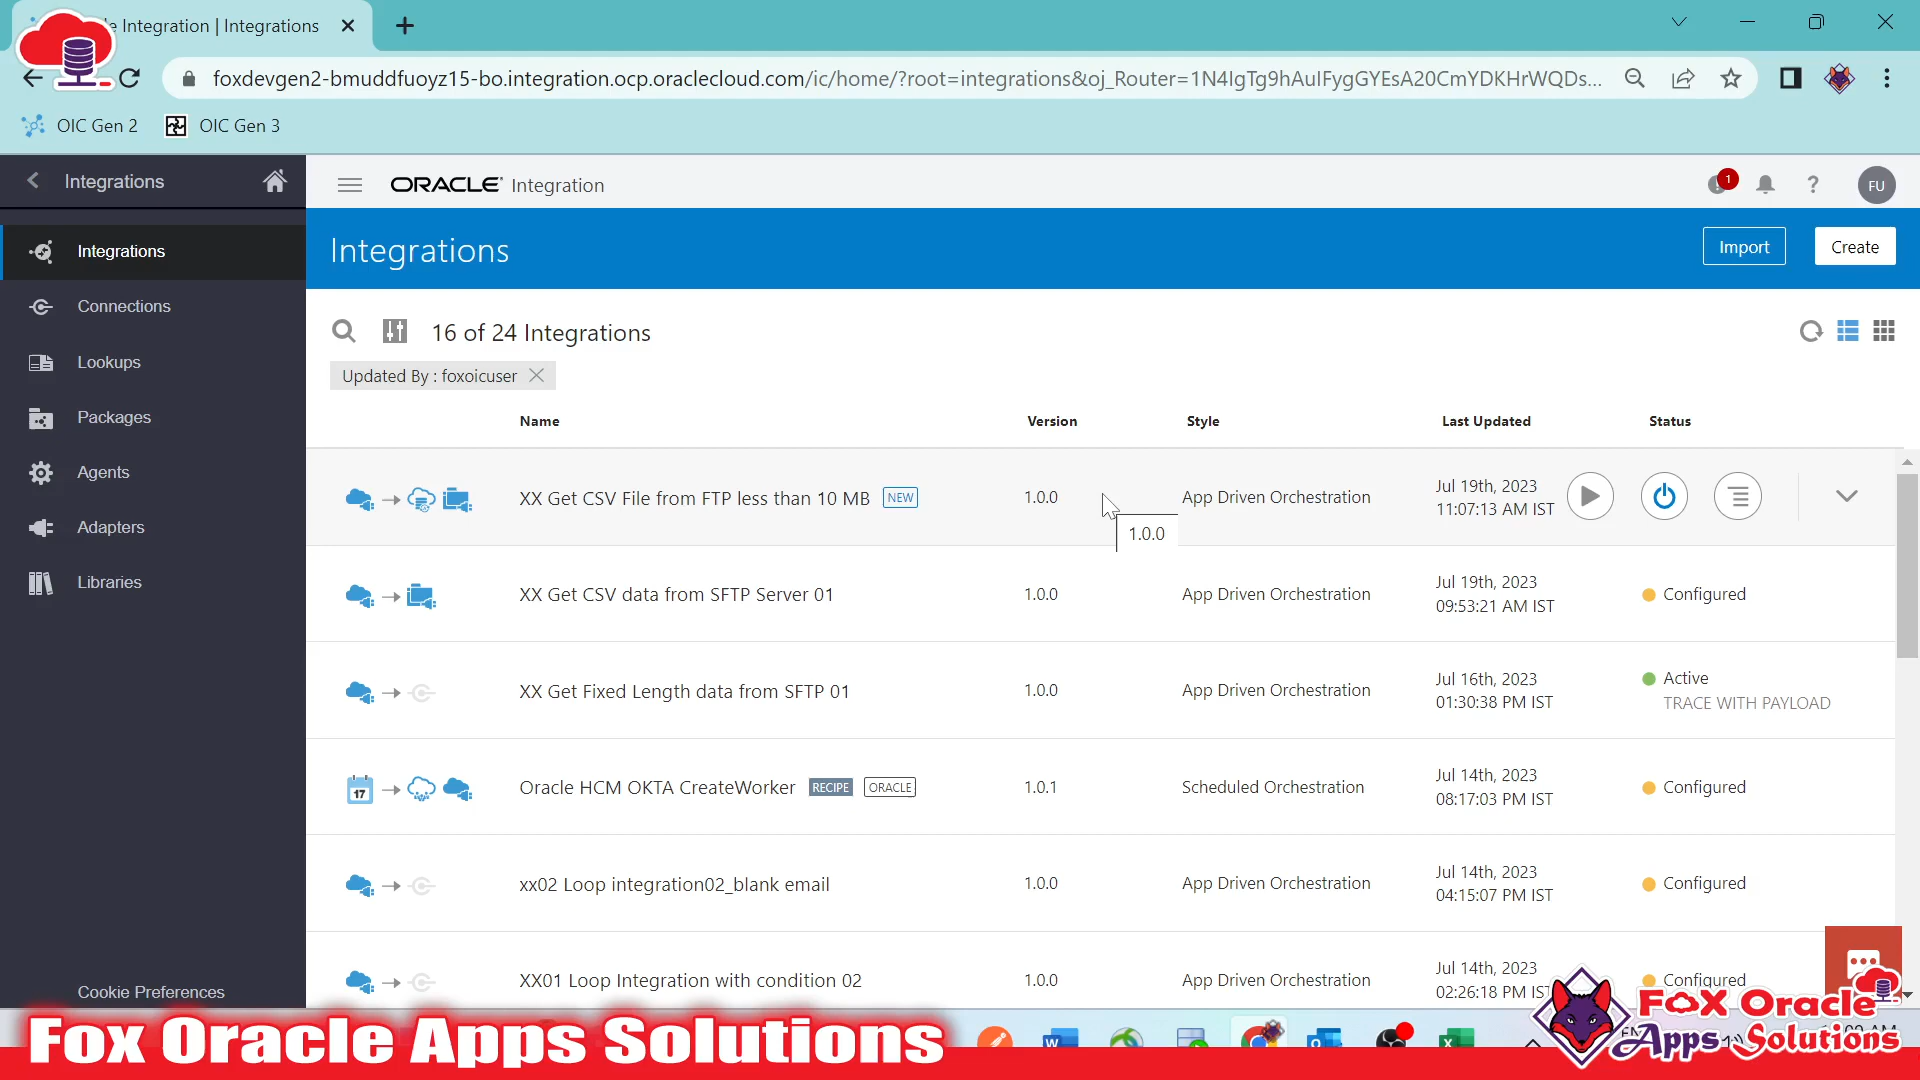 le Integration | Integrations
foxdevgen2-bmuddfuoyz15-bo.integration.ocp.oraclecloud.com/ic/home/?root=integrations&oj_Router=1N4IgTg9hAuIFygGYEsA20CmYDKHrWQDs...
OIC Gen 2
OIC Gen 3
Integrations
ORACLE Integration
1
?
FU
Integrations
Integrations
Import
Create
Connections
16 of 24 Integrations
Lookups
Updated By : foxoicuser
Packages
Name Version Style Last Updated Status
Agents
XX Get CSV File from FTP less than 10 MB NEW 1.0.0 App Driven Orchestration Jul 19th, 2023 11:07:13 AM IST
1.0.0
Adapters
Libraries
XX Get CSV data from SFTP Server 01 1.0.0 App Driven Orchestration Jul 19th, 2023 09:53:21 AM IST Configured
XX Get Fixed Length data from SFTP 01 1.0.0 App Driven Orchestration Jul 16th, 2023 01:30:38 PM IST Active TRACE WITH PAYLOAD
17
Oracle HCM OKTA CreateWorker RECIPE ORACLE 1.0.1 Scheduled Orchestration Jul 14th, 2023 08:17:03 PM IST Configured
xx02 Loop integration02_blank email 1.0.0 App Driven Orchestration Jul 14th, 2023 04:15:07 PM IST Configured
XX01 Loop Integration with condition 02 1.0.0 App Driven Orchestration Jul 14th, 2023 02:26:18 PM IST Configured
Cookie Preferences
Fox Oracle Apps Solutions
FoX Oracle
Apps Solutions